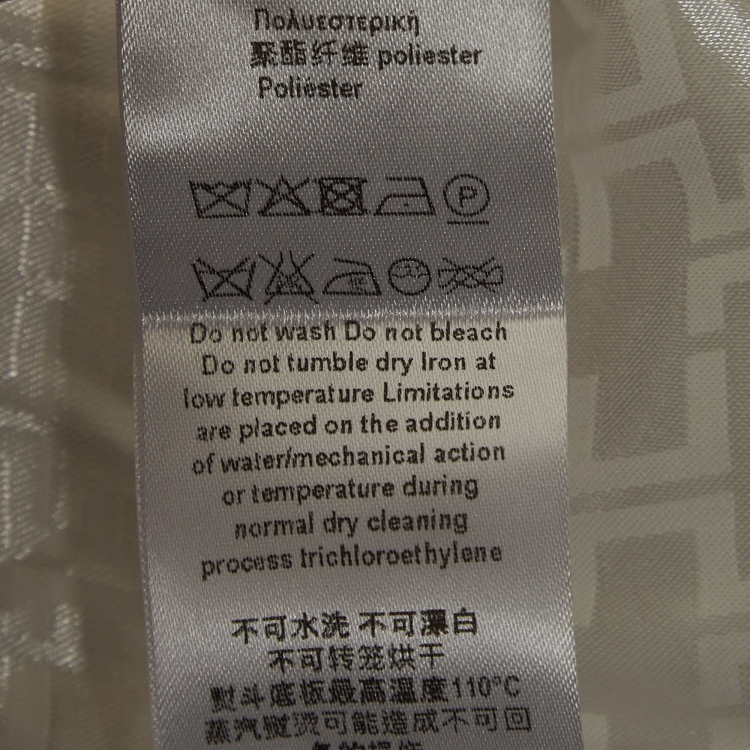 Πολυεστερική
聚酯纤维 poliester
Poliéster
P
Do not wash Do not bleach
Do not tumble dry Iron at
low temperature Limitations
are placed on the addition
of water/mechanical action
or temperature during
normal dry cleaning
process trichloroethylene
不可水洗 不可漂白
不可转笼烘干
熨斗底板最高温度110°C
蒸汽熨烫可能造成不可回